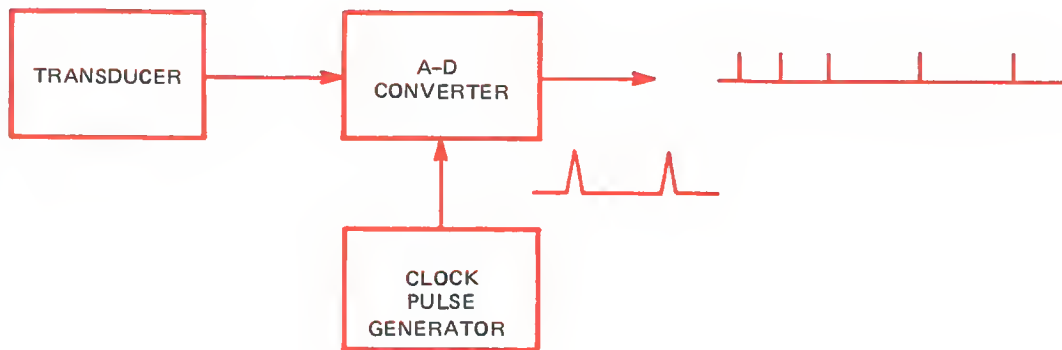 TRANSDUCER
A-D
CONVERTER
CLOCK
PULSE
GENERATOR